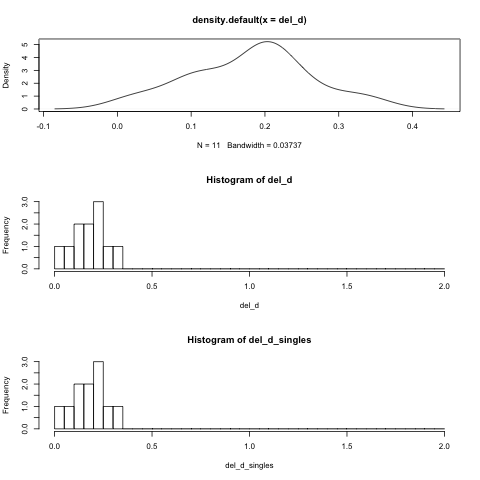 density.default(x = del_d)
Density
0 1 2 3 4 5
-0.1 0.0 0.1 0.2 0.3 0.4
N = 11 Bandwidth = 0.03737
Histogram of del_d
Frequency
0.0 1.0 2.0 3.0
0.0 0.5 1.0 1.5 2.0
del_d
Histogram of del_d_singles
Frequency
0.0 1.0 2.0 3.0
0.0 0.5 1.0 1.5 2.0
del_d_singles